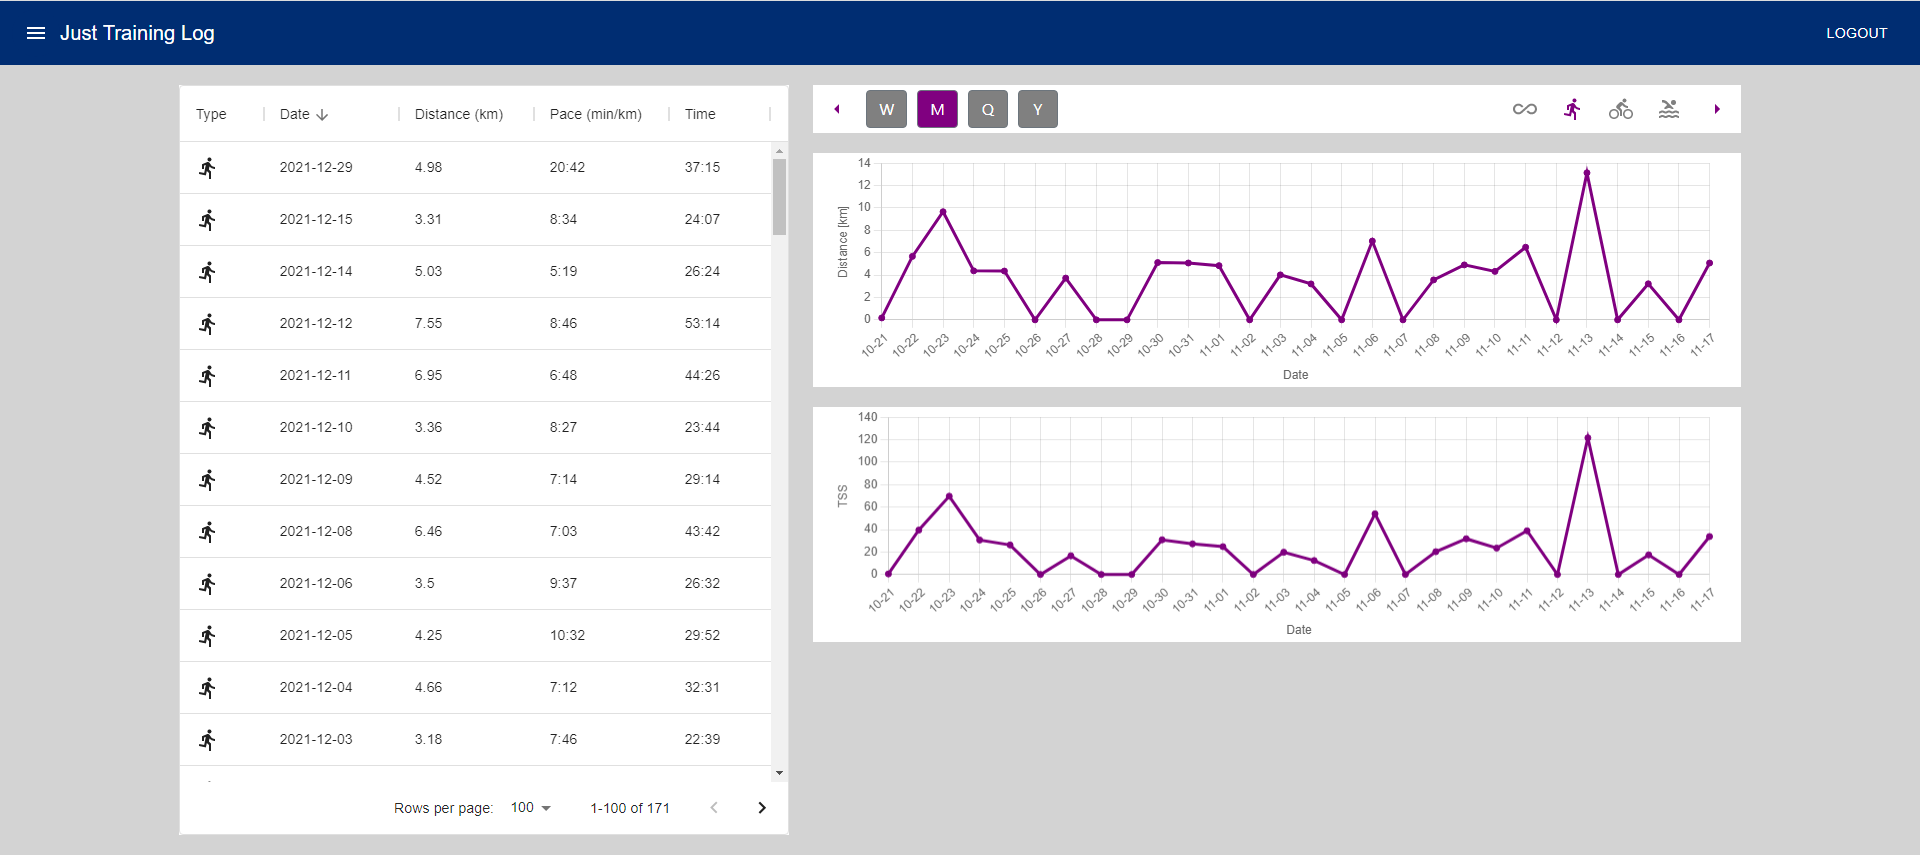 Just Training Log
LOGOUT
Type Date Distance (km) Pace (min/km) Time
2021-12-29 4.98 20:42 37:15
2021-12-15 3.31 8:34 24:07
2021-12-14 5.03 5:19 26:24
2021-12-12 7.55 8:46 53:14
2021-12-11 6.95 6:48 44:26
2021-12-10 3.36 8:27 23:44
2021-12-09 4.52 7:14 29:14
2021-12-08 6.46 7:03 43:42
2021-12-06 3.5 9:37 26:32
2021-12-05 4.25 10:32 29:52
2021-12-04 4.66 7:12 32:31
2021-12-03 3.18 7:46 22:39
Rows per page: 100 1-100 of 171
W M Q Y
14
12
10
8
6
4
2
0
Distance [km]
10-21 10-22 10-23 10-24 10-25 10-26 10-27 10-28 10-29 10-30 10-31 11-01 11-02 11-03 11-04 11-05 11-06 11-07 11-08 11-09 11-10 11-11 11-12 11-13 11-14 11-15 11-16 11-17
Date
140
120
100
80
60
40
20
0
TSS
10-21 10-22 10-23 10-24 10-25 10-26 10-27 10-28 10-29 10-30 10-31 11-01 11-02 11-03 11-04 11-05 11-06 11-07 11-08 11-09 11-10 11-11 11-12 11-13 11-14 11-15 11-16 11-17
Date